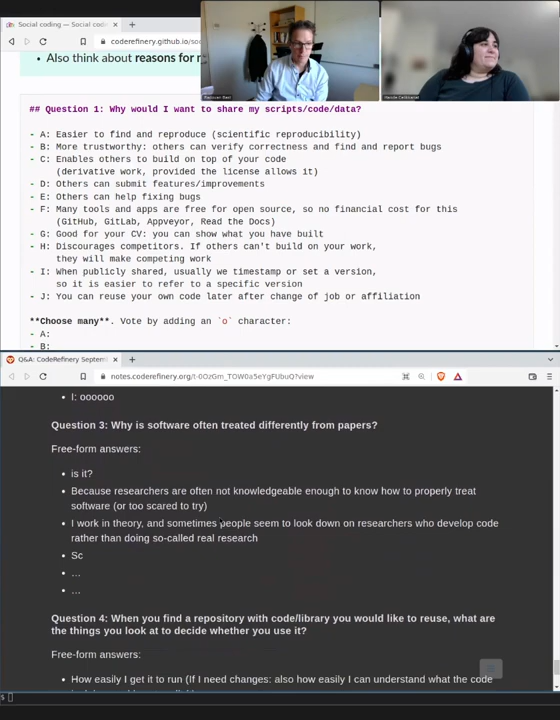 Social coding — Social cod
coderefinery.github.io/so
• Also think about reasons for n
## Question 1: Why would I want to share my scripts/code/data?
- A: Easier to find and reproduce (scientific reproducibility)
- B: More trustworthy: others can verify correctness and find and report bugs
- C: Enables others to build on top of your code
(derivative work, provided the license allows it)
- D: Others can submit features/improvements
- E: Others can help fixing bugs
- F: Many tools and apps are free for open source, so no financial cost for this
(GitHub, GitLab, Appveyor, Read the Docs)
- G: Good for your CV: you can show what you have built
- H: Discourages competitors. If others can't build on your work,
they will make competing work
- I: When publicly shared, usually we timestamp or set a version,
so it is easier to refer to a specific version
- J: You can reuse your own code later after change of job or affiliation
**Choose many**. Vote by adding an `o` character:
- A:
- B:
Q&A: CodeRefinery Septem
notes.coderefinery.org/
• I: oooooo
Question 3: Why is software often treated differently from papers?
Free-form answers:
• is it?
• Because researchers are often not knowledgeable enough to know how to properly treat
software (or too scared to try)
• I work in theory, and sometimes people seem to look down on researchers who develop code
rather than doing so-called real research
• Sc
• …
• …
Question 4: When you find a repository with code/library you would like to reuse, what are
the things you look at to decide whether you use it?
Free-form answers:
• How easily I get it to run (If I need changes: also how easily I can understand what the code
$